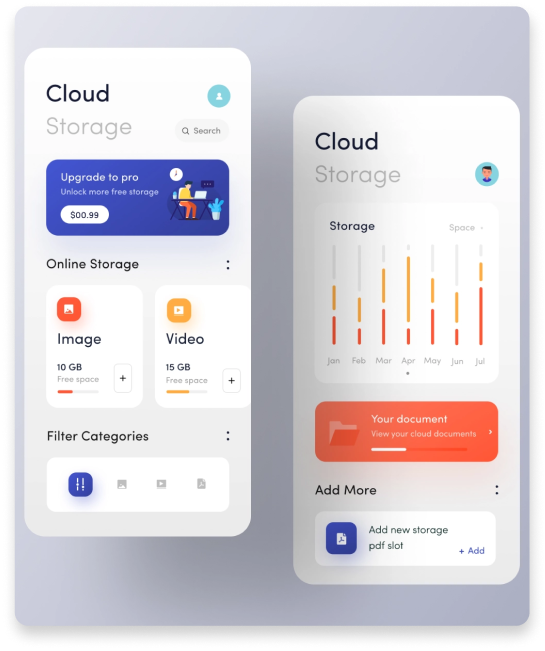 Cloud
Storage
Search
Upgrade to pro
Unlock more free storage
$00.99
Online Storage
Image
10 GB
Free space
+
Video
15 GB
Free space
+
Filter Categories
Cloud
Storage
Storage
Space
Jan Feb Mar Apr May Jun Jul
Your document
View your cloud documents
Add More
Add new storage
pdf slot
+ Add